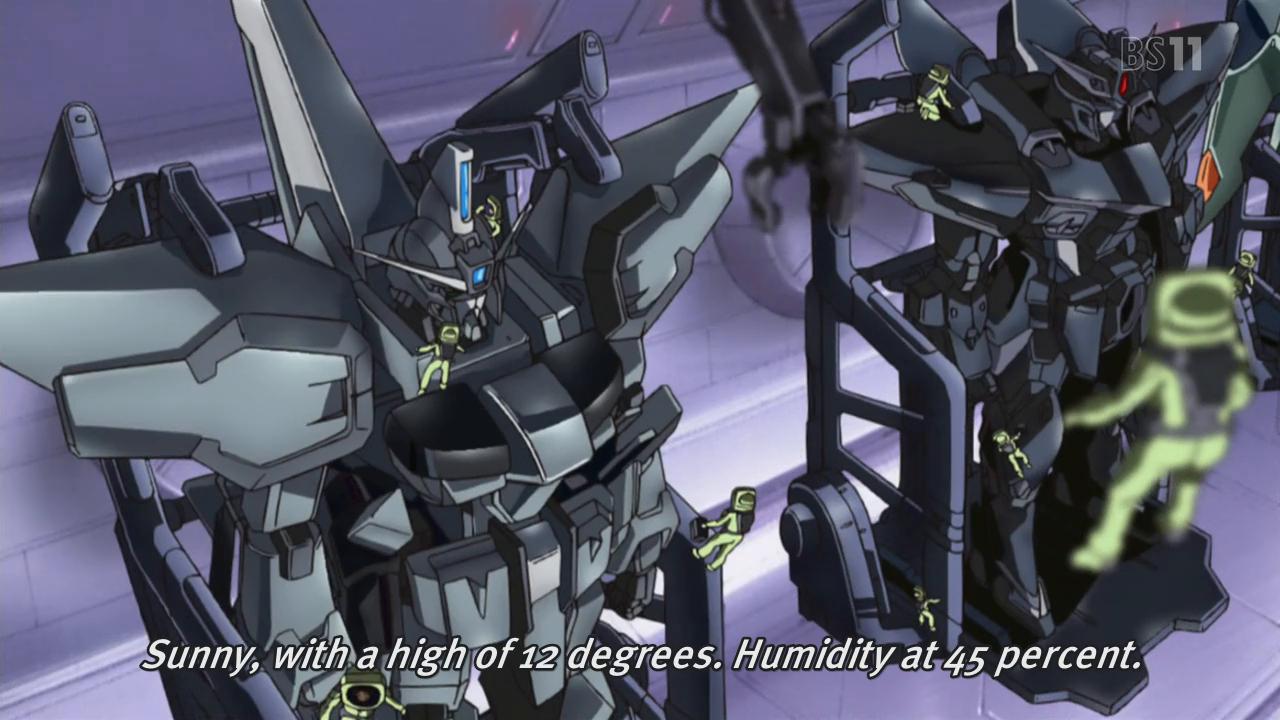 BS11
Sunny, with a high of 12 degrees. Humidity at 45 percent.